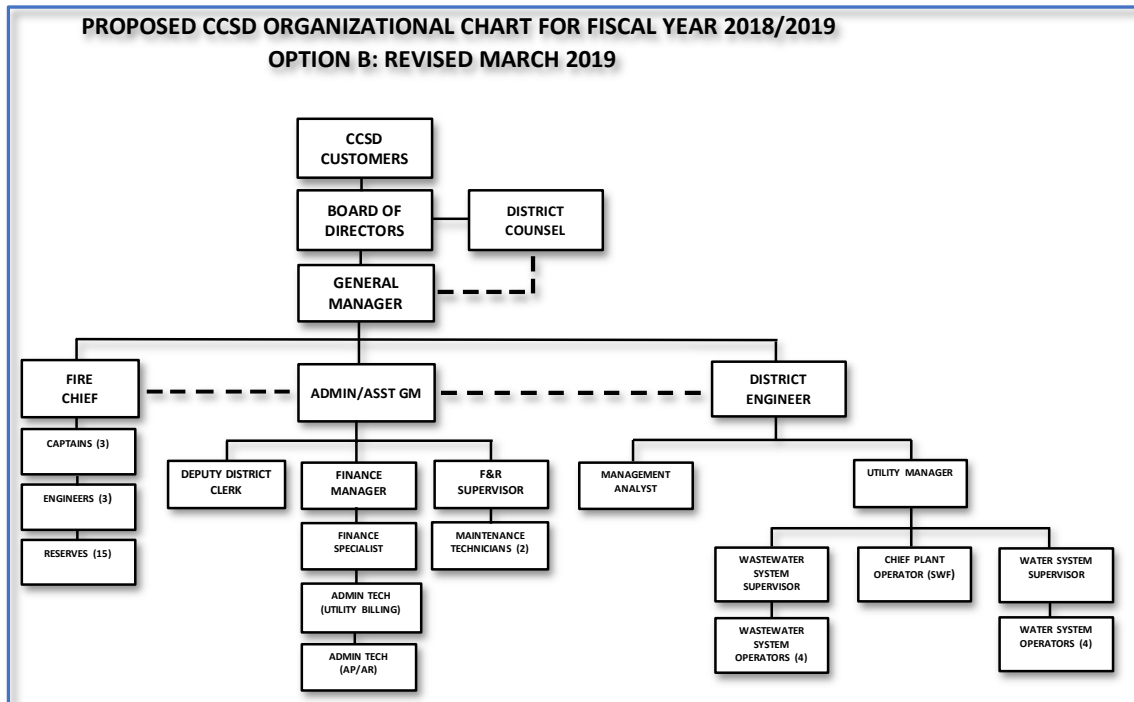 PROPOSED CCSD ORGANIZATIONAL CHART FOR FISCAL YEAR 2018/2019
OPTION B: REVISED MARCH 2019
CCSD
CUSTOMERS
BOARD OF
DIRECTORS
DISTRICT
COUNSEL
GENERAL
MANAGER
FIRE
CHIEF
ADMIN/ASST GM
DISTRICT
ENGINEER
CAPTAINS (3)
ENGINEERS (3)
RESERVES (15)
DEPUTY DISTRICT
CLERK
FINANCE
MANAGER
F&R
SUPERVISOR
FINANCE
SPECIALIST
MAINTENANCE
TECHNICIANS (2)
ADMIN TECH
(UTILITY BILLING)
ADMIN TECH
(AP/AR)
MANAGEMENT
ANALYST
UTILITY MANAGER
WASTEWATER
SYSTEM
SUPERVISOR
CHIEF PLANT
OPERATOR (SWF)
WATER SYSTEM
SUPERVISOR
WASTEWATER
SYSTEM
OPERATORS (4)
WATER SYSTEM
OPERATORS (4)